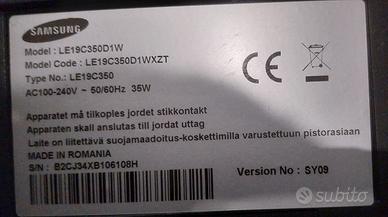 SAMSUNG
Model : LE19C350D1W
Model Code : LE19C350D1WXZT
Type No.: LE19C350
AC100-240V ~ 50/60Hz 35W
Apparatet må tilkoples jordet stikkontakt
Apparaten skall anslutas till jordat uttag
Laite on liitettävä suojamaadoitus-koskettimilla varustettuun pistorasiaan
MADE IN ROMANIA
S/N : B2CJ34XB106108H
Version No : SY09
CE
subito